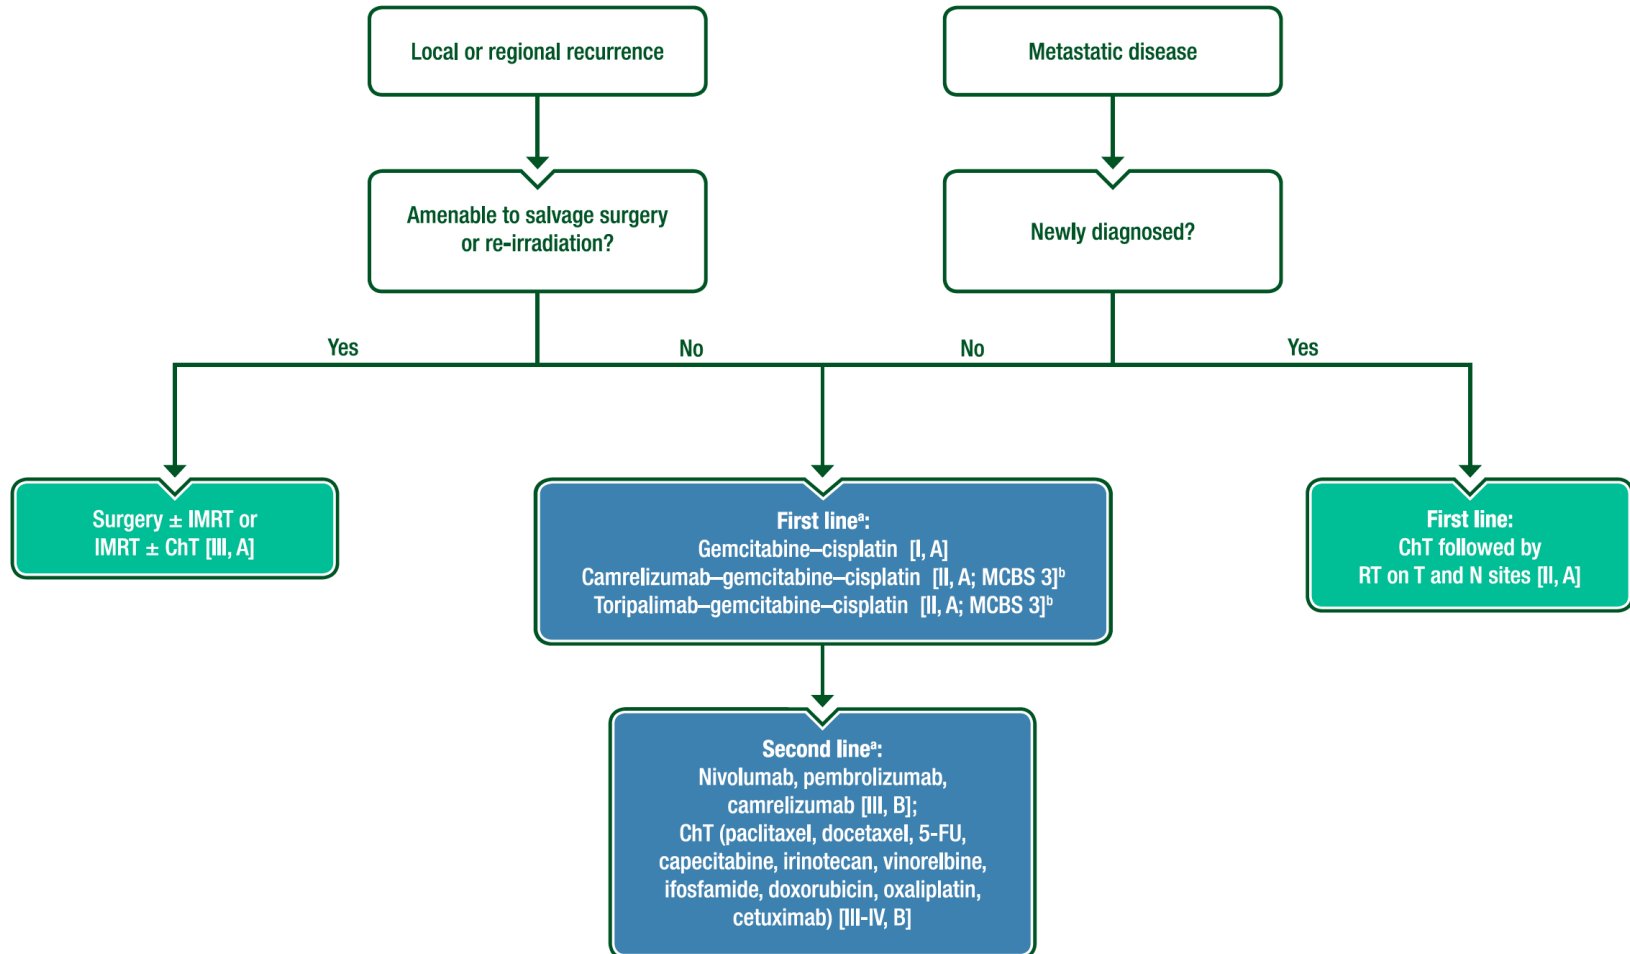 Local or regional recurrence
Metastatic disease
Amenable to salvage surgery
or re-irradiation?
Newly diagnosed?
Yes
No
No
Yes
Surgery ± IMRT or
IMRT ± ChT [III, A]
First lineᵃ:
Gemcitabine–cisplatin [I, A]
Camrelizumab–gemcitabine–cisplatin [II, A; MCBS 3]ᵇ
Toripalimab–gemcitabine–cisplatin [II, A; MCBS 3]ᵇ
First line:
ChT followed by
RT on T and N sites [II, A]
Second lineᵃ:
Nivolumab, pembrolizumab,
camrelizumab [III, B];
ChT (paclitaxel, docetaxel, 5-FU,
capecitabine, irinotecan, vinorelbine,
ifosfamide, doxorubicin, oxaliplatin,
cetuximab) [III-IV, B]